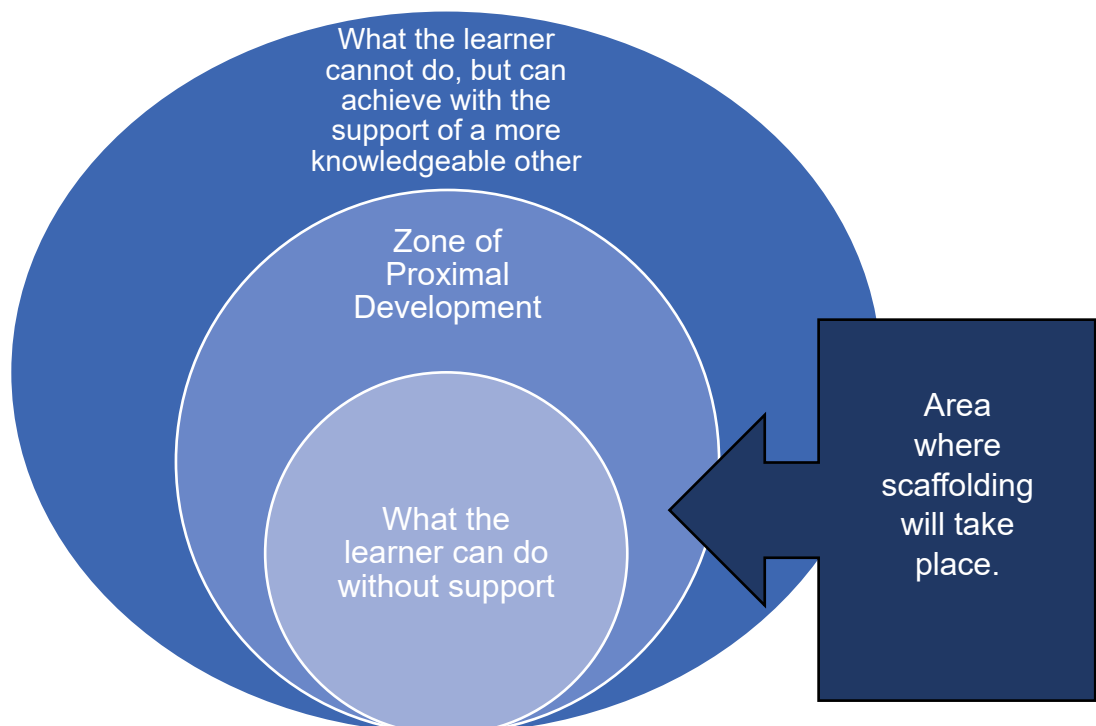 What the learner
cannot do, but can
achieve with the
support of a more
knowledgeable other
Zone of
Proximal
Development
What the
learner can do
without support
Area
where
scaffolding
will take
place.